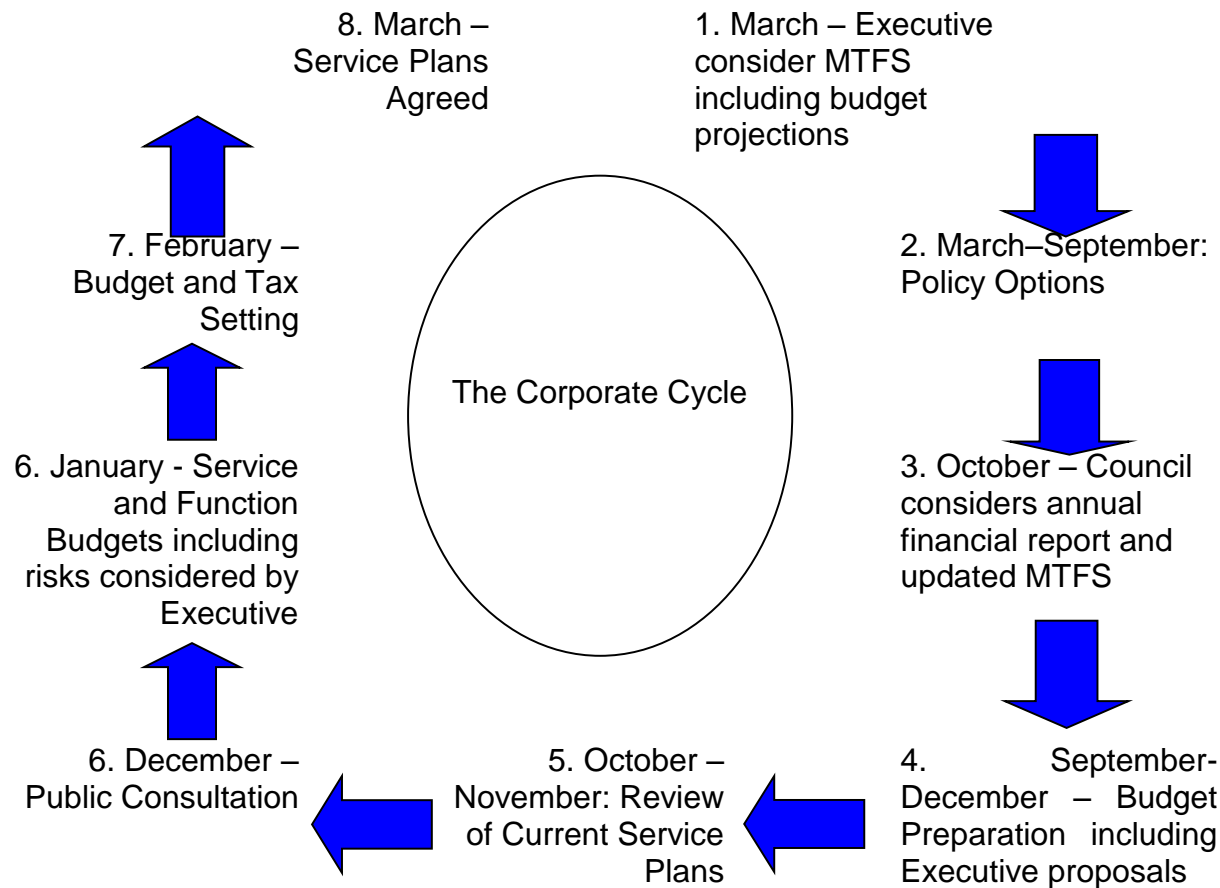 8. March –
Service Plans
Agreed
1. March – Executive
consider MTFS
including budget
projections
7. February –
Budget and Tax
Setting
2. March–September:
Policy Options
The Corporate Cycle
6. January - Service
and Function
Budgets including
risks considered by
Executive
3. October – Council
considers annual
financial report and
updated MTFS
6. December –
Public Consultation
5. October –
November: Review
of Current Service
Plans
4. September-
December – Budget
Preparation including
Executive proposals